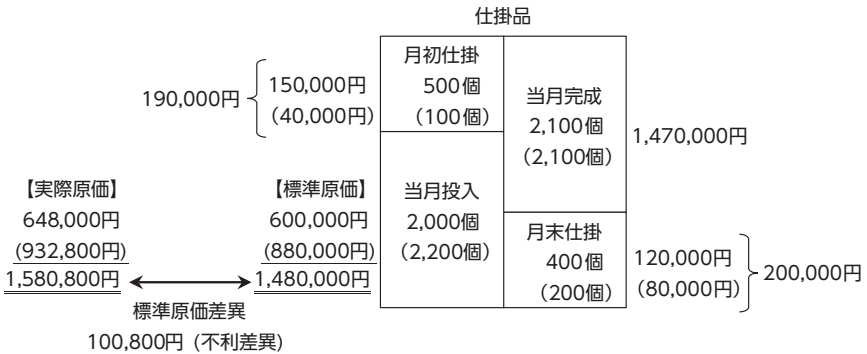 仕掛品
190,000円
150,000円
(40,000円)
月初仕掛
500個
(100個)
当月完成
2,100個
(2,100個)
1,470,000円
【実際原価】
648,000円
(932,800円)
1,580,800円
【標準原価】
600,000円
(880,000円)
1,480,000円
当月投入
2,000個
(2,200個)
月末仕掛
400個
(200個)
120,000円
(80,000円)
200,000円
標準原価差異
100,800円 (不利差異)